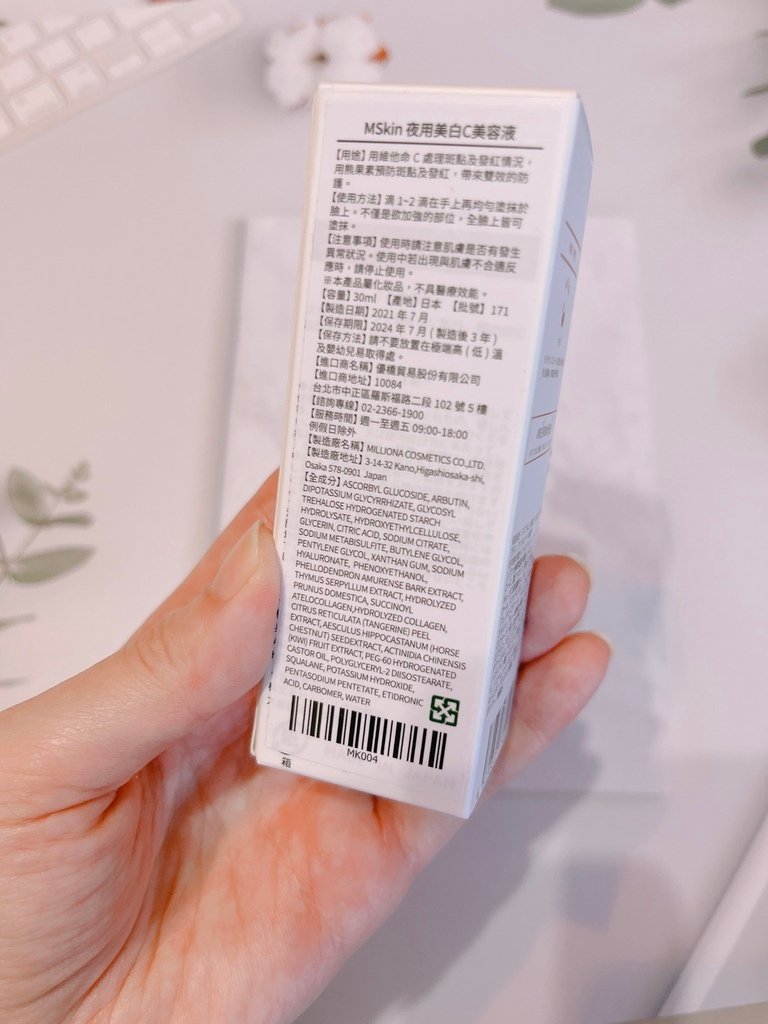 MSkin 夜用美白C美容液
【用途】用維他命 C 處理斑點及發紅情況，
用熊果素預防斑點及發紅，帶來雙效的防
護。
【使用方法】滴 1~2 滴在手上再均勻塗抹於
臉上。不僅是欲加強的部位，全臉上皆可
塗抹。
【注意事項】使用時請注意肌膚是否有發生
異常狀況。使用中若出現與肌膚不合適反
應時，請停止使用。
※本產品屬化妝品，不具醫療效能。
【容量】30ml 【產地】日本 【批號】171
【製造日期】2021 年 7 月
【保存期限】2024 年 7 月 ( 製造後 3 年 )
【保存方法】請不要放置在極端高 ( 低 ) 溫
及嬰幼兒易取得處。
【進口商名稱】優橋貿易股份有限公司
【進口商地址】10084
台北市中正區羅斯福路二段 102 號 5 樓
【諮詢專線】02-2366-1900
【服務時間】週一至週五 09:00-18:00
例假日除外
【製造廠名稱】MILLIONA COSMETICS CO.,LTD.
【製造廠地址】3-14-32 Kano,Higashiosaka-shi,
Osaka 578-0901 Japan
【全成分】ASCORBYL GLUCOSIDE, ARBUTIN,
DIPOTASSIUM GLYCYRRHIZATE, GLYCOSYL
TREHALOSE HYDROGENATED STARCH
HYDROLYSATE, HYDROXYETHYLCELLULOSE,
GLYCERIN, CITRIC ACID, SODIUM CITRATE,
SODIUM METABISULFITE, BUTYLENE GLYCOL,
PENTYLENE GLYCOL, XANTHAN GUM, SODIUM
HYALURONATE, PHENOXYETHANOL,
PHELLODENDRON AMURENSE BARK EXTRACT,
THYMUS SERPYLLUM EXTRACT, HYDROLYZED
PRUNUS DOMESTICA, SUCCINOYL
ATELOCOLLAGEN,HYDROLYZED COLLAGEN,
CITRUS RETICULATA (TANGERINE) PEEL
EXTRACT, AESCULUS HIPPOCASTANUM (HORSE
CHESTNUT) SEEDEXTRACT, ACTINIDIA CHINENSIS
(KIWI) FRUIT EXTRACT, PEG-60 HYDROGENATED
CASTOR OIL, POLYGLYCERYL-2 DIISOSTEARATE,
SQUALANE, POTASSIUM HYDROXIDE,
PENTASODIUM PENTETATE, ETIDRONIC
ACID, CARBOMER, WATER
MK004
箱